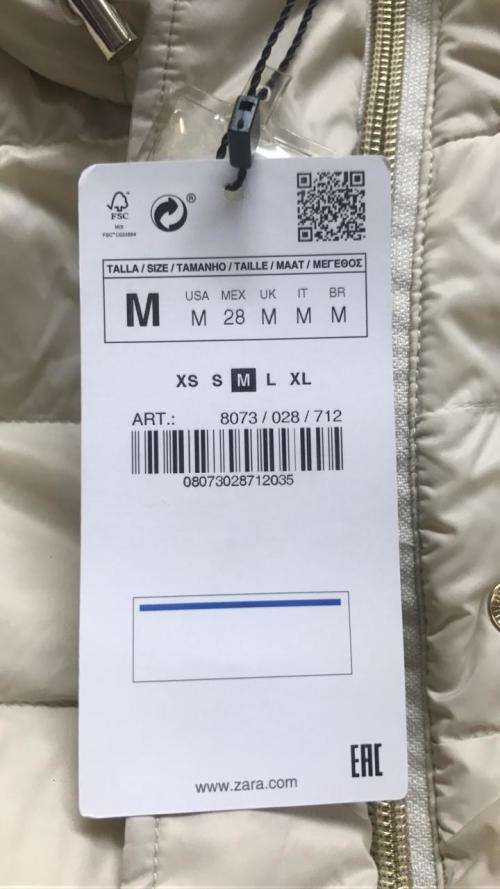 FSC
MIX
®
TALLA / SIZE / TAMANHO / TAILLE / MAAT / ΜΕΓΕΘΟΣ
M
USA MEX UK IT BR
M 28 M M M
XS S M L XL
ART.: 8073 / 028 / 712
08073028712035
EAC
www.zara.com